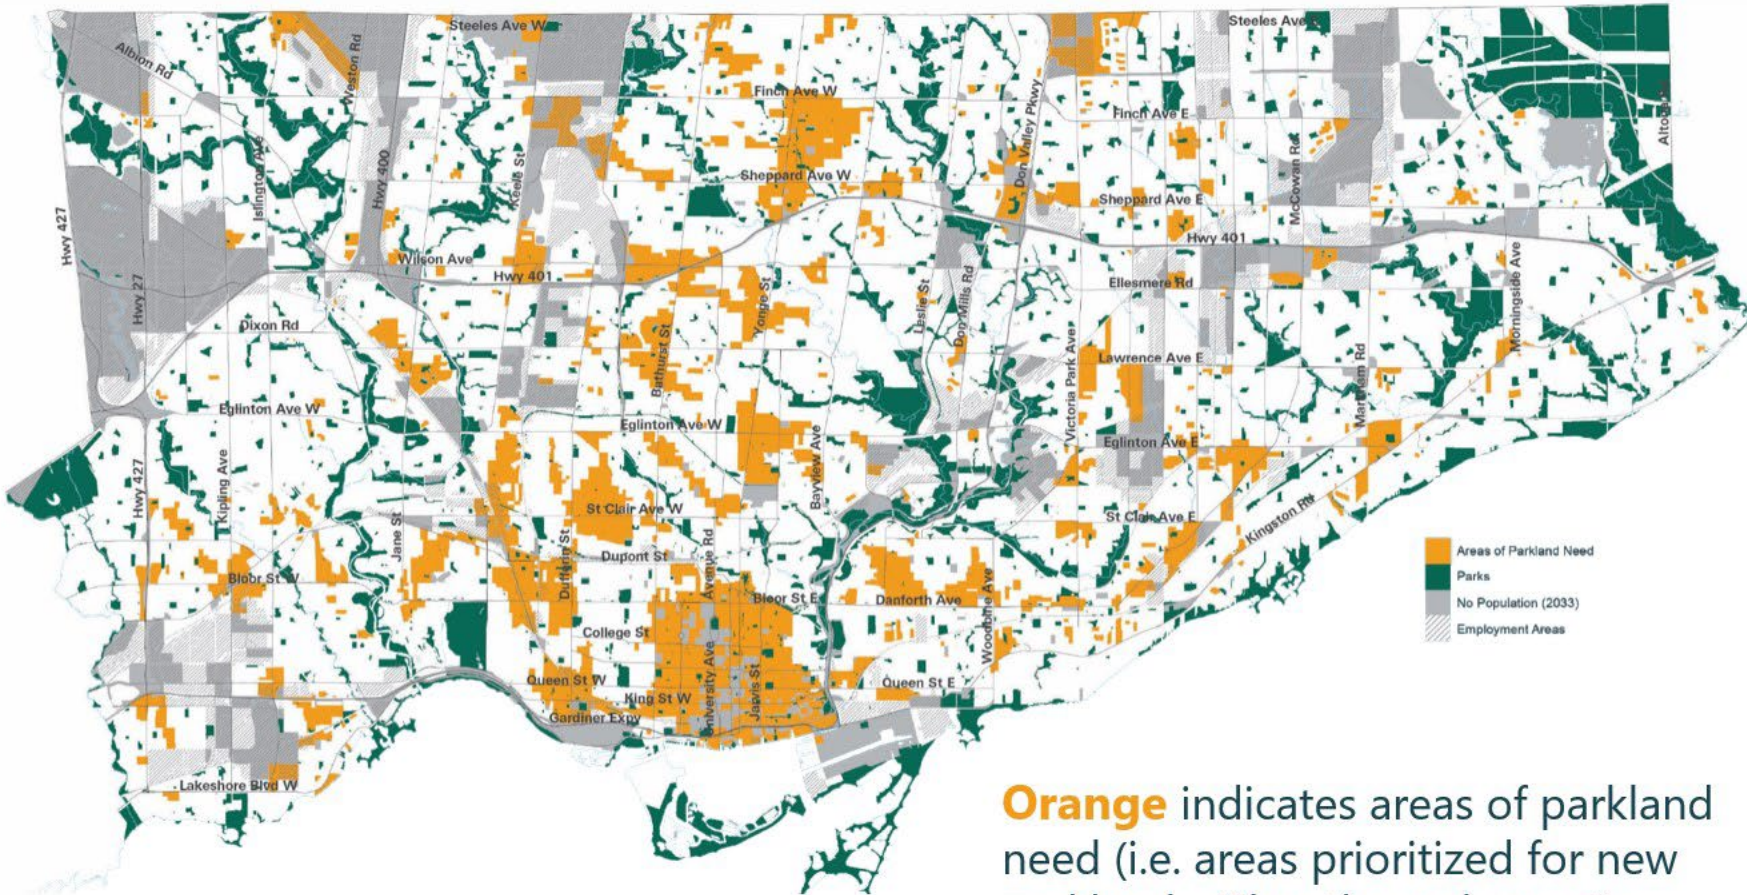 Steeles Ave W
Steeles Ave
Albion Rd
Weston Rd
Finch Ave W
Finch Ave E
Don Valley Pkwy
Islington Ave
Hwy 400
Keele St
Sheppard Ave W
Sheppard Ave E
McCowan Rd
Hwy 427
Wilson Ave
Hwy 401
Hwy 401
Hwy 27
Ellesmere Rd
Morningside Ave
Yonge St
Leslie St
Don Mills Rd
Dixon Rd
Bathurst St
Victoria Park Ave
Lawrence Ave E
Markham Rd
Eglinton Ave W
Eglinton Ave W
Eglinton Ave E
Bayview Ave
Hwy 427
Kipling Ave
Jane St
St Clair Ave W
St Clair Ave E
Kingston Rd
Dufferin St
Dupont St
Avenue Rd
Bloor St W
Bloor St E
Danforth Ave
Woodbine Ave
College St
University Ave
Jarvis St
Queen St W
Queen St E
King St W
Gardiner Expy
Lakeshore Blvd W
Areas of Parkland Need
Parks
No Population (2033)
Employment Areas
Orange indicates areas of parkland
need (i.e. areas prioritized for new